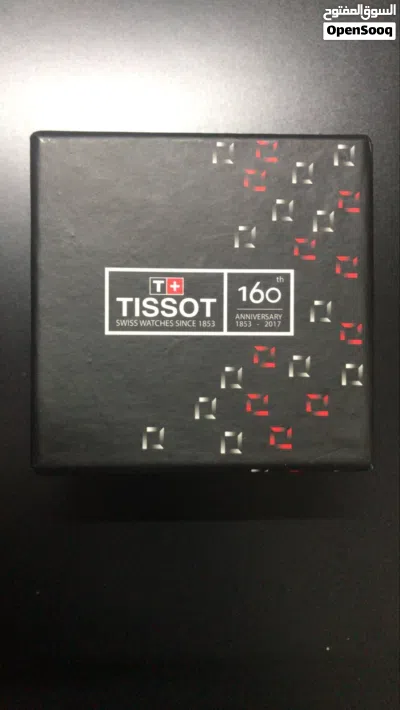 السوق المفتوح
OpenSooq
T+
TISSOT
SWISS WATCHES SINCE 1853
160th
ANNIVERSARY
1853 - 2017